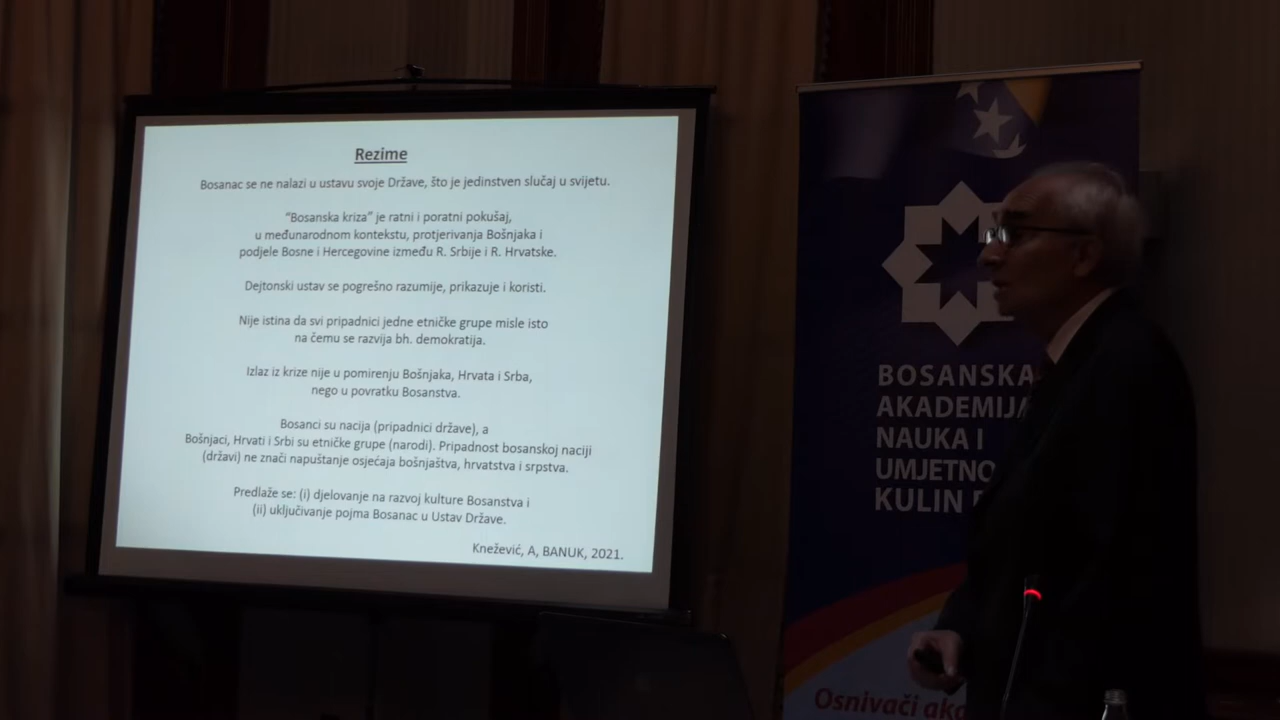 Rezime
Bosanac se ne nalazi u ustavu svoje Države, što je jedinstven slučaj u svijetu.
“Bosanska kriza” je ratni i poratni pokušaj,
u međunarodnom kontekstu, protjerivanja Bošnjaka i
podjele Bosne i Hercegovine između R. Srbije i R. Hrvatske.
Dejtonski ustav se pogrešno razumije, prikazuje i koristi.
Nije istina da svi pripadnici jedne etničke grupe misle isto
na čemu se razvija bh. demokratija.
Izlaz iz krize nije u pomirenju Bošnjaka, Hrvata i Srba,
nego u povratku Bosanstva.
Bosanci su nacija (pripadnici države), a
Bošnjaci, Hrvati i Srbi su etničke grupe (narodi). Pripadnost bosanskoj naciji
(državi) ne znači napuštanje osjećaja bošnjaštva, hrvatstva i srpstva.
Predlaže se: (i) djelovanje na razvoj kulture Bosanstva i
(ii) uključivanje pojma Bosanac u Ustav Države.
Knežević, A, BANUK, 2021.
BOSANSKA
AKADEMIJA
NAUKA I
UMJETNO
KULIN
Osnivači aka